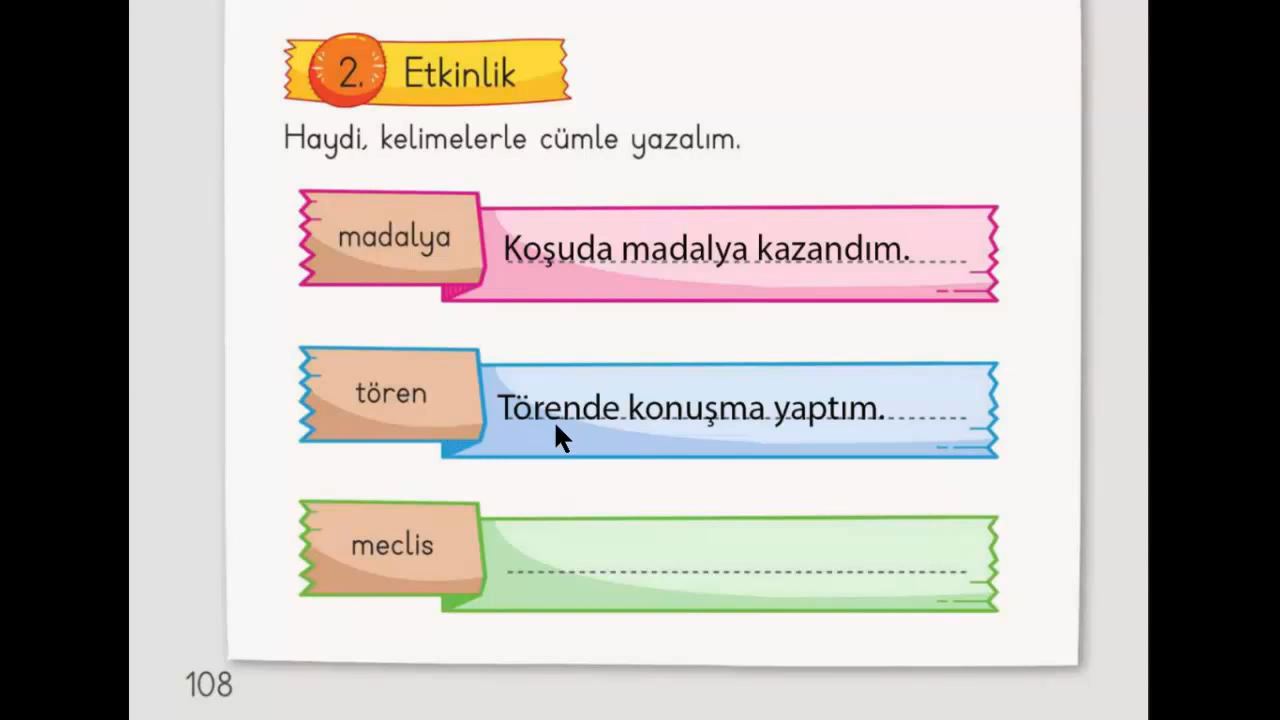 2. Etkinlik
Haydi, kelimelerle cümle yazalım.
madalya
Koşuda madalya kazandım.
tören
Törende konuşma yaptım.
meclis
108